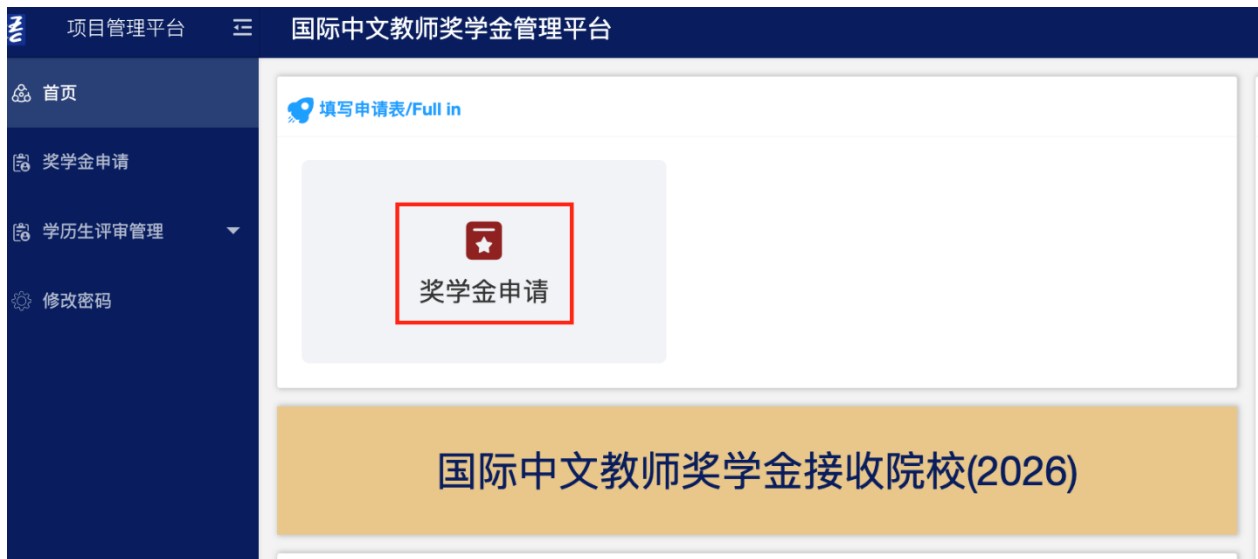 项目管理平台
国际中文教师奖学金管理平台
首页
奖学金申请
学历生评审管理
修改密码
填写申请表/Full in
奖学金申请
国际中文教师奖学金接收院校(2026)